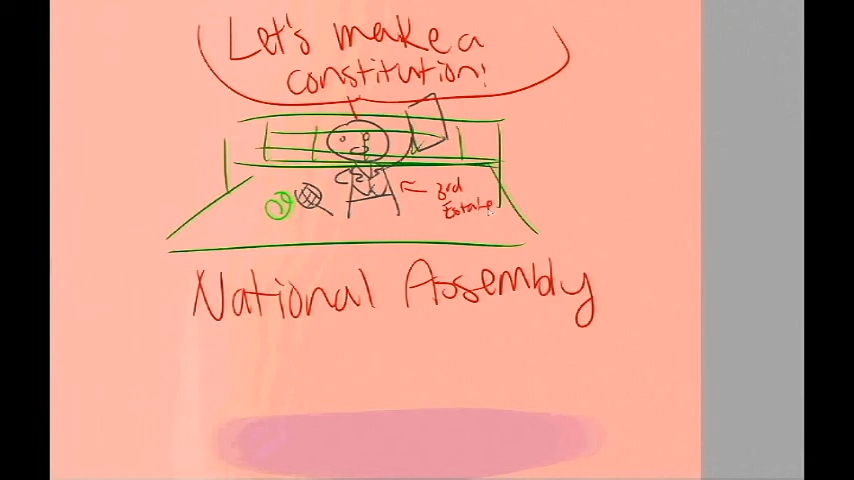 Let's make a
constitution!
3rd
Estate
National Assembly